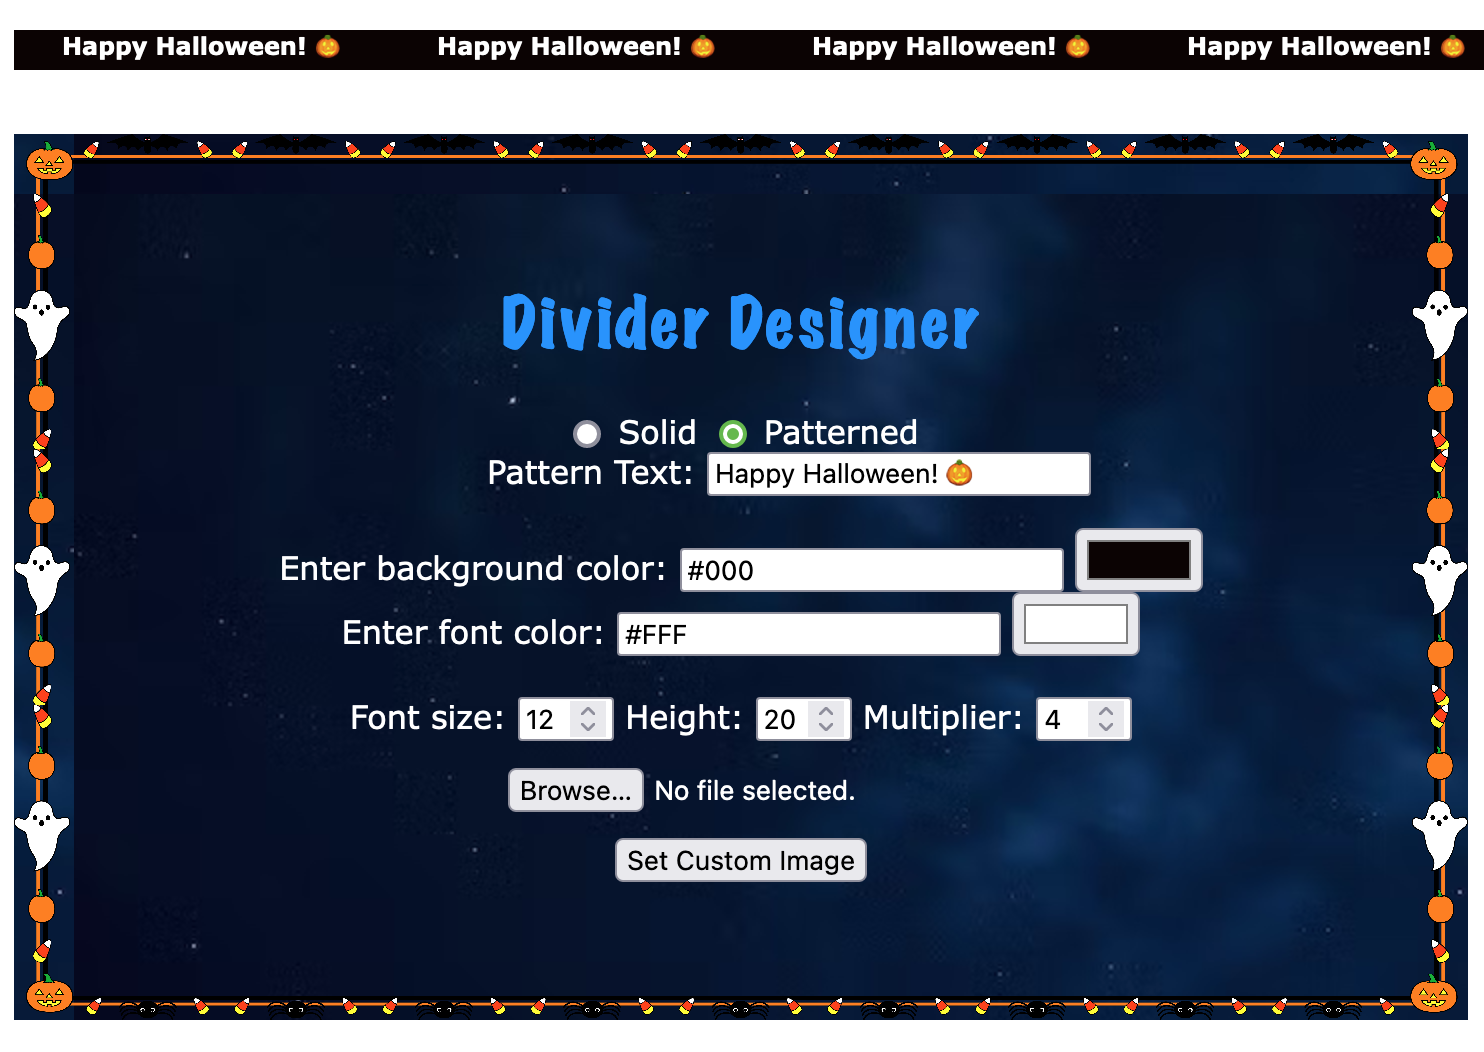 Happy Halloween! 🎃 Happy Halloween! 🎃 Happy Halloween! 🎃 Happy Halloween! 🎃
Divider Designer
Solid Patterned
Pattern Text: Happy Halloween! 🎃
Enter background color: #000
Enter font color: #FFF
Font size: 12 Height: 20 Multiplier: 4
Browse... No file selected.
Set Custom Image